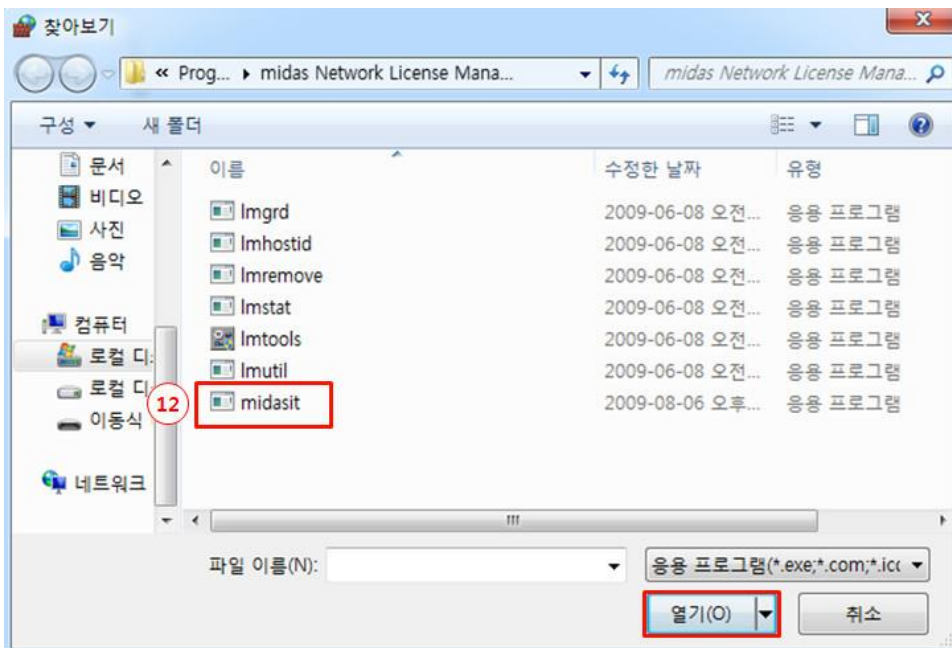 찾아보기
« Prog... ▸ midas Network License Mana...
midas Network License Mana...
구성 ▾ 새 폴더
이름 수정한 날짜 유형
문서
비디오
사진
음악
컴퓨터
로컬 디
로컬 디
이동식
네트워크
lmgrd 2009-06-08 오전... 응용 프로그램
lmhostid 2009-06-08 오전... 응용 프로그램
lmremove 2009-06-08 오전... 응용 프로그램
lmstat 2009-06-08 오전... 응용 프로그램
lmtools 2009-06-08 오전... 응용 프로그램
lmutil 2009-06-08 오전... 응용 프로그램
12 midasit 2009-08-06 오후... 응용 프로그램
파일 이름(N): 응용 프로그램(*.exe;*.com;*.icc
열기(O) 취소